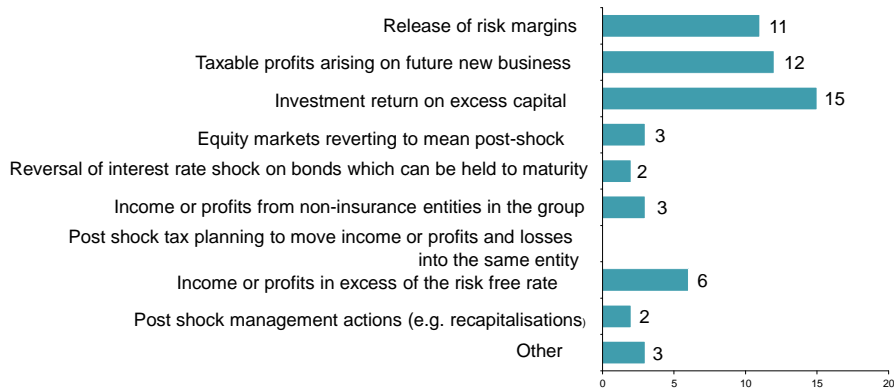 Release of risk margins 11
Taxable profits arising on future new business 12
Investment return on excess capital 15
Equity markets reverting to mean post-shock 3
Reversal of interest rate shock on bonds which can be held to maturity 2
Income or profits from non-insurance entities in the group 3
Post shock tax planning to move income or profits and losses
into the same entity
Income or profits in excess of the risk free rate 6
Post shock management actions (e.g. recapitalisations) 2
Other 3
0 5 10 15 20